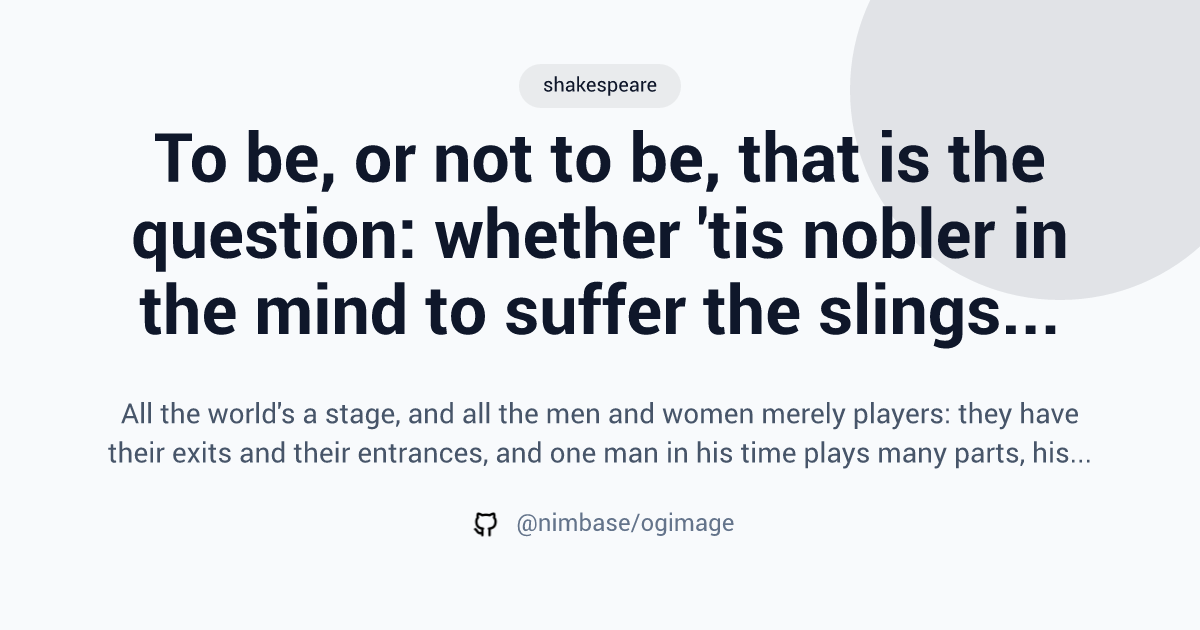 shakespeare
To be, or not to be, that is the
question: whether 'tis nobler in
the mind to suffer the slings...
All the world's a stage, and all the men and women merely players: they have
their exits and their entrances, and one man in his time plays many parts, his...
@nimbase/ogimage